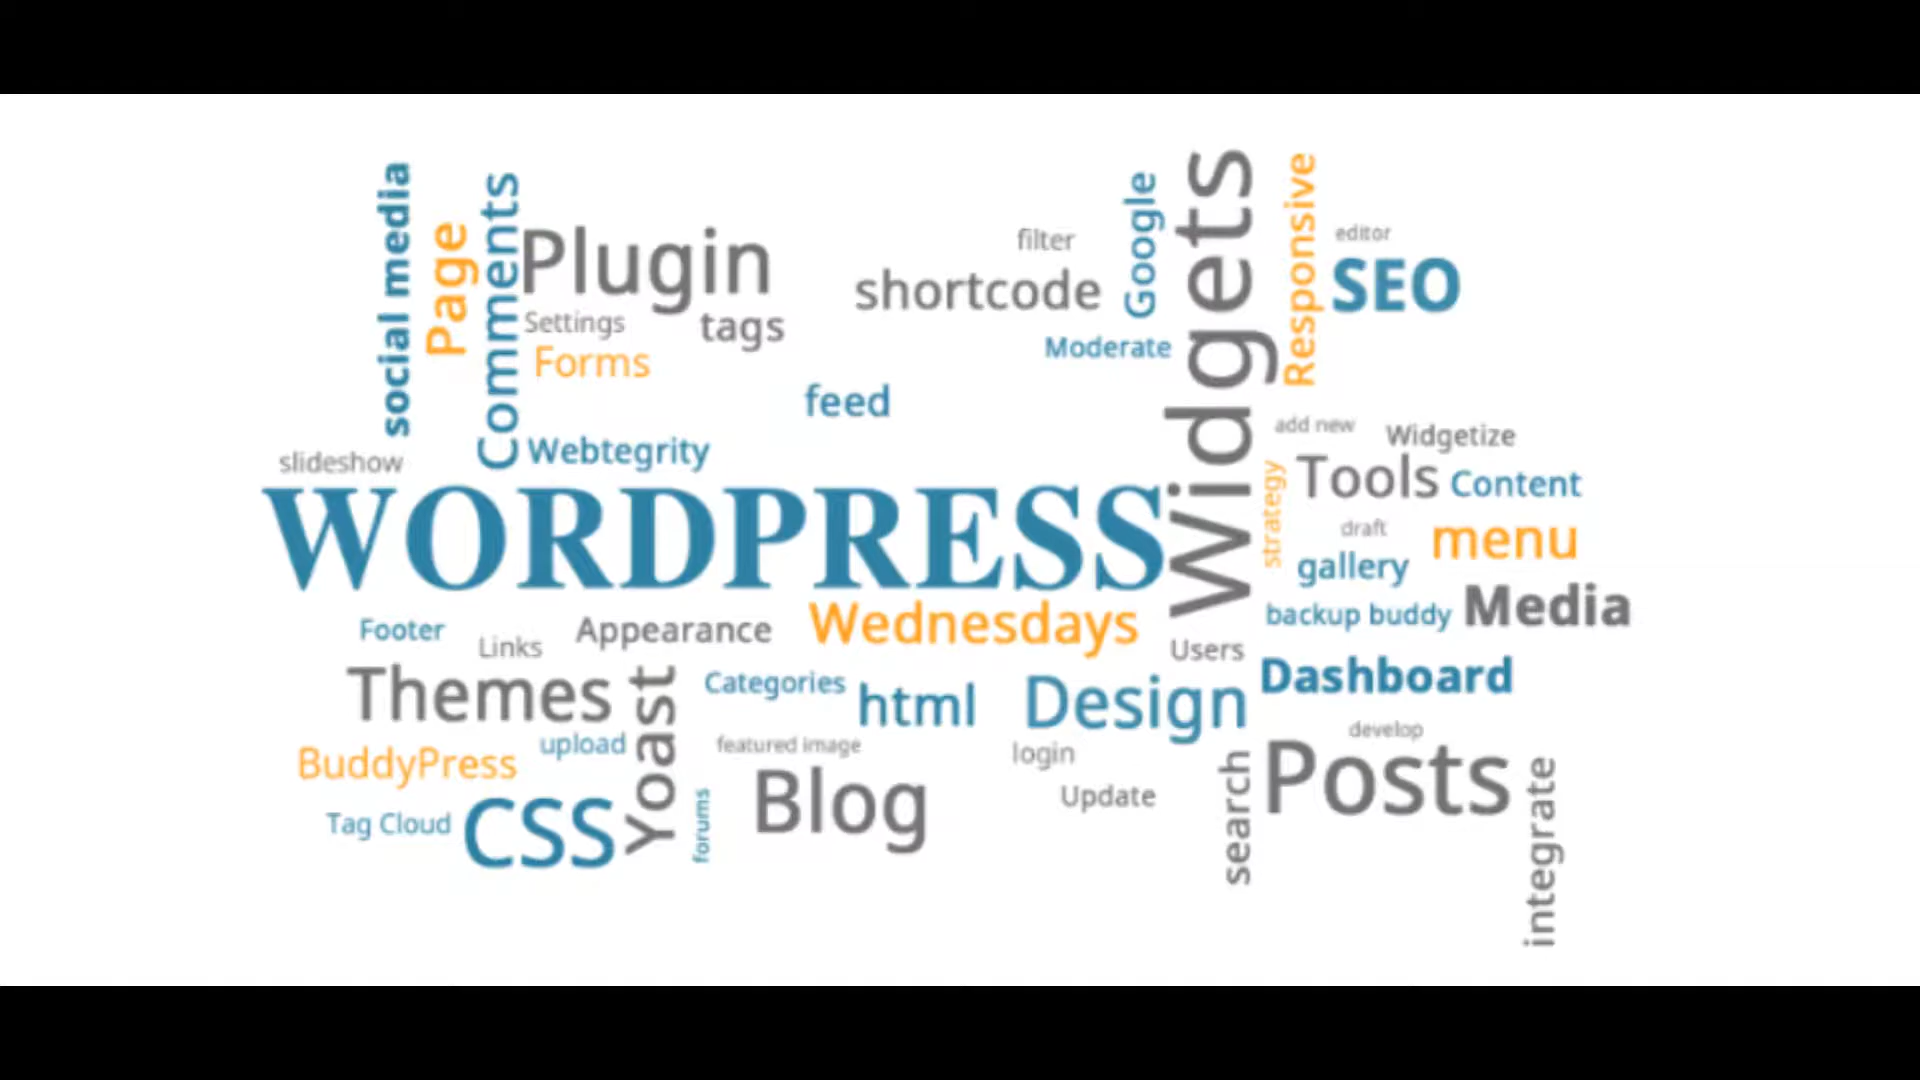 social media
Page
Comments
Plugin
Settings
tags
Forms
feed
Webtegrity
slideshow
filter
shortcode
Google
Moderate
Widgets
Responsive
editor
SEO
add new
Widgetize
strategy
Tools
Content
draft
menu
gallery
backup buddy
Media
WORDPRESS
Footer
Links
Appearance
Wednesdays
Users
Themes
Yoast
Categories
html
Design
Dashboard
BuddyPress
upload
featured image
login
develop
Tag Cloud
CSS
forums
Blog
Update
search
Posts
integrate